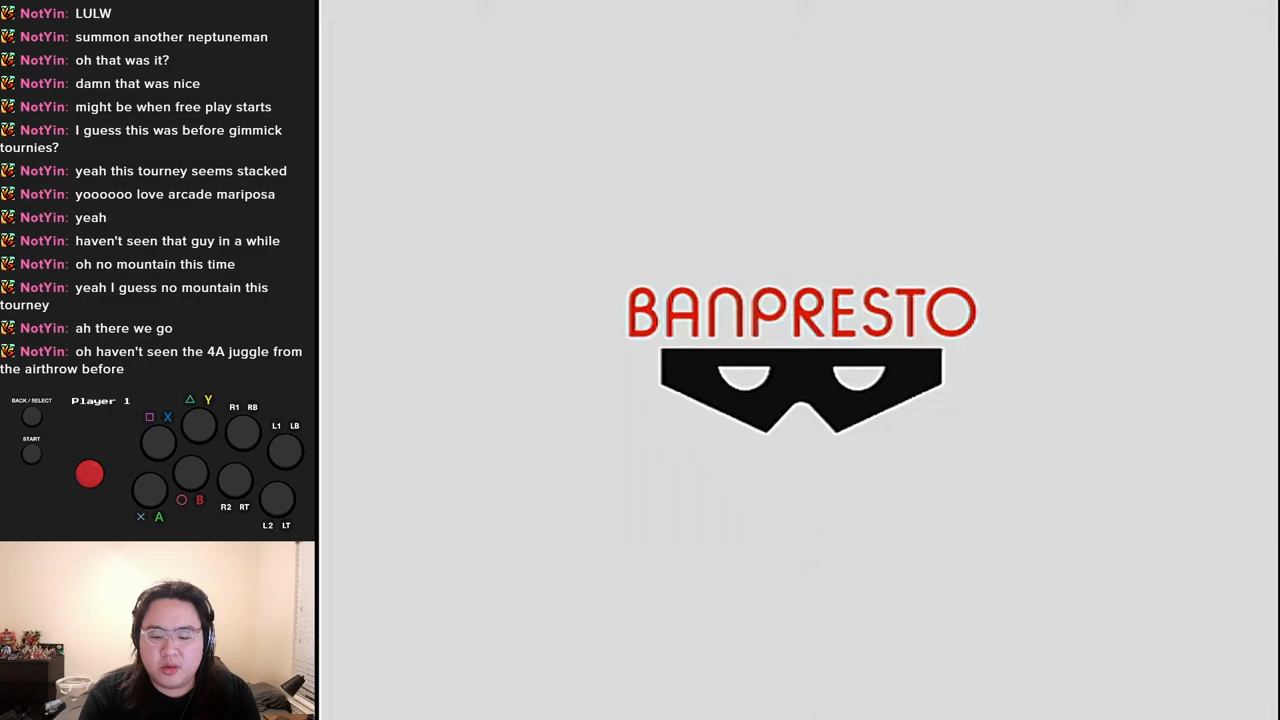 NotYin: LULW
NotYin: summon another neptuneman
NotYin: oh that was it?
NotYin: damn that was nice
NotYin: might be when free play starts
NotYin: I guess this was before gimmick
tournies?
NotYin: yeah this tourney seems stacked
NotYin: yoooooo love arcade mariposa
NotYin: yeah
NotYin: haven't seen that guy in a while
NotYin: oh no mountain this time
NotYin: yeah I guess no mountain this
tourney
NotYin: ah there we go
NotYin: oh haven't seen the 4A juggle from
the airthrow before
BACK / SELECT
Player 1
START
X
Y
R1 RB
L1 LB
A
B
R2 RT
L2 LT
BANPRESTO